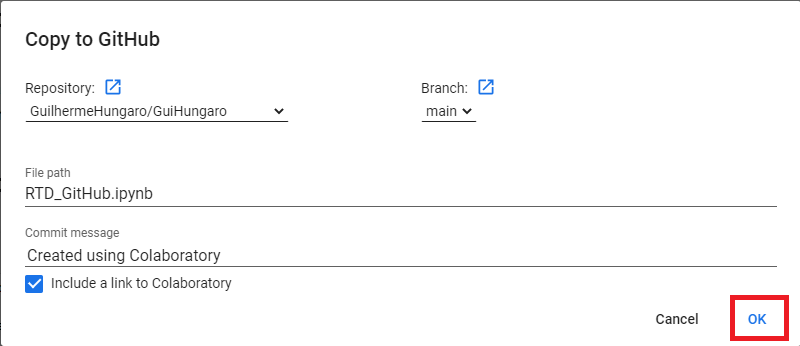 Copy to GitHub
Repository:
Branch:
GuilhermeHungaro/GuiHungaro
main
File path
RTD_GitHub.ipynb
Commit message
Created using Colaboratory
Include a link to Colaboratory
Cancel
OK